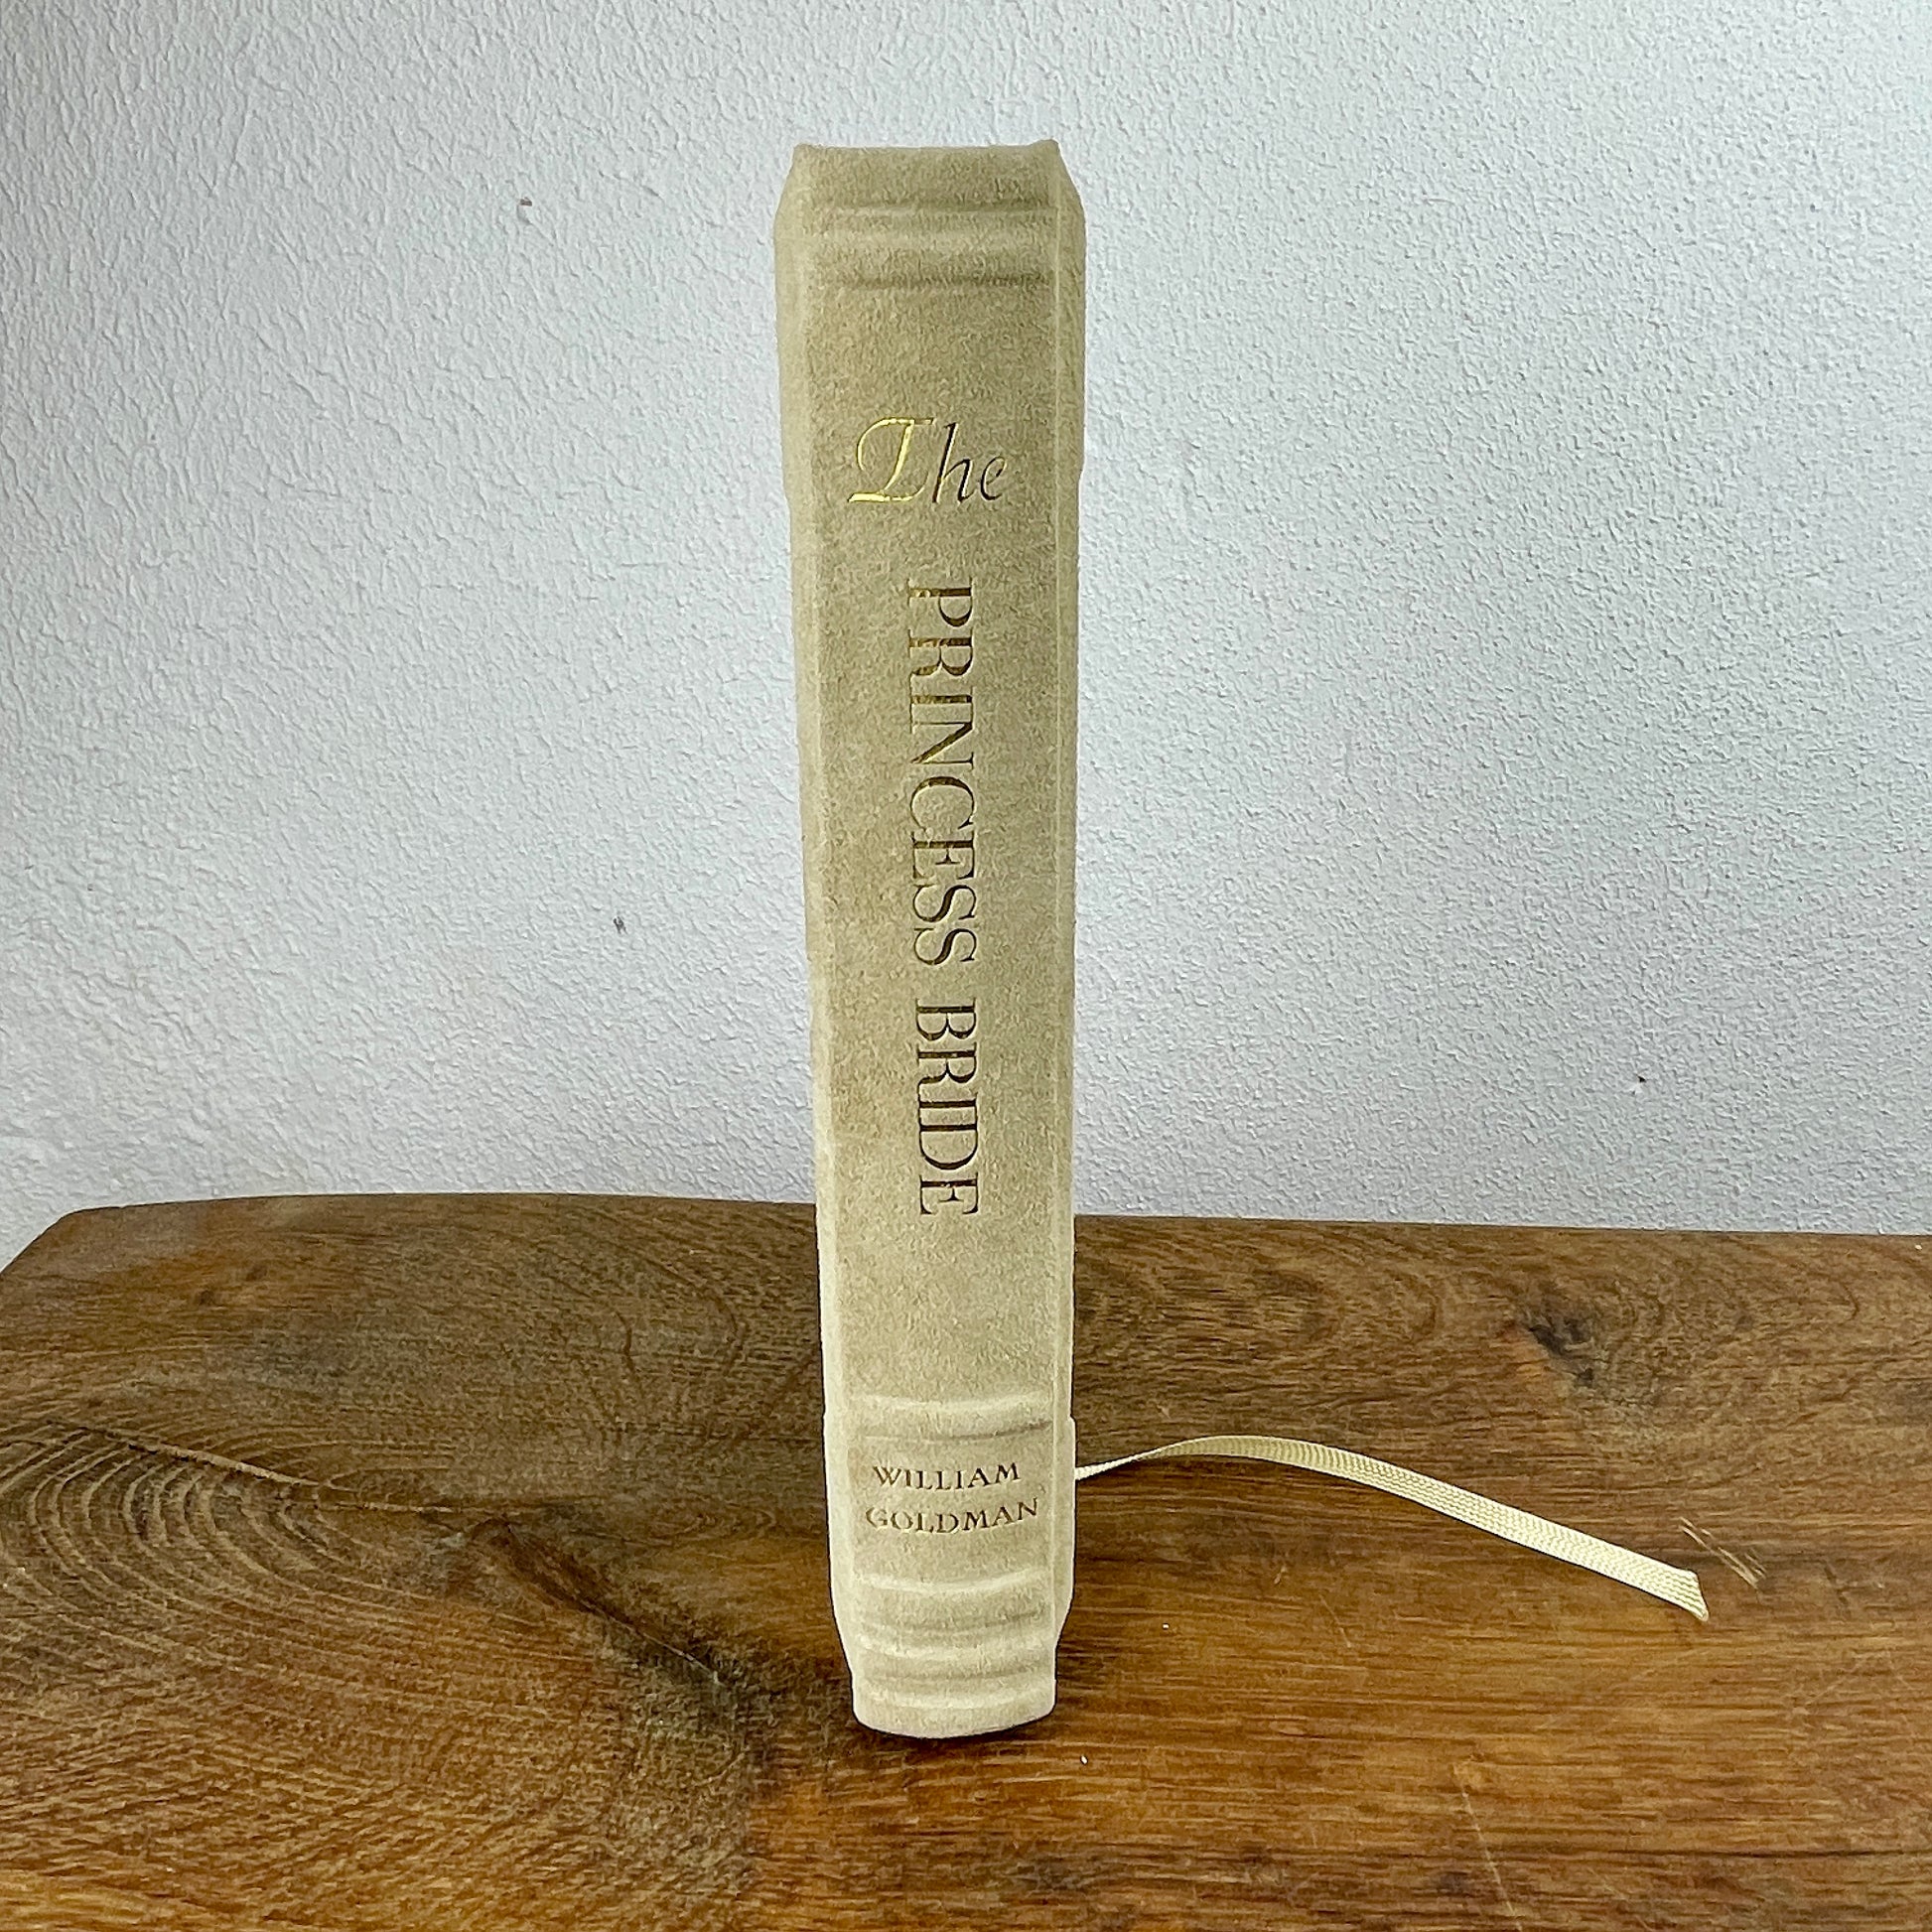 The
PRINCESS BRIDE
WILLIAM
GOLDMAN